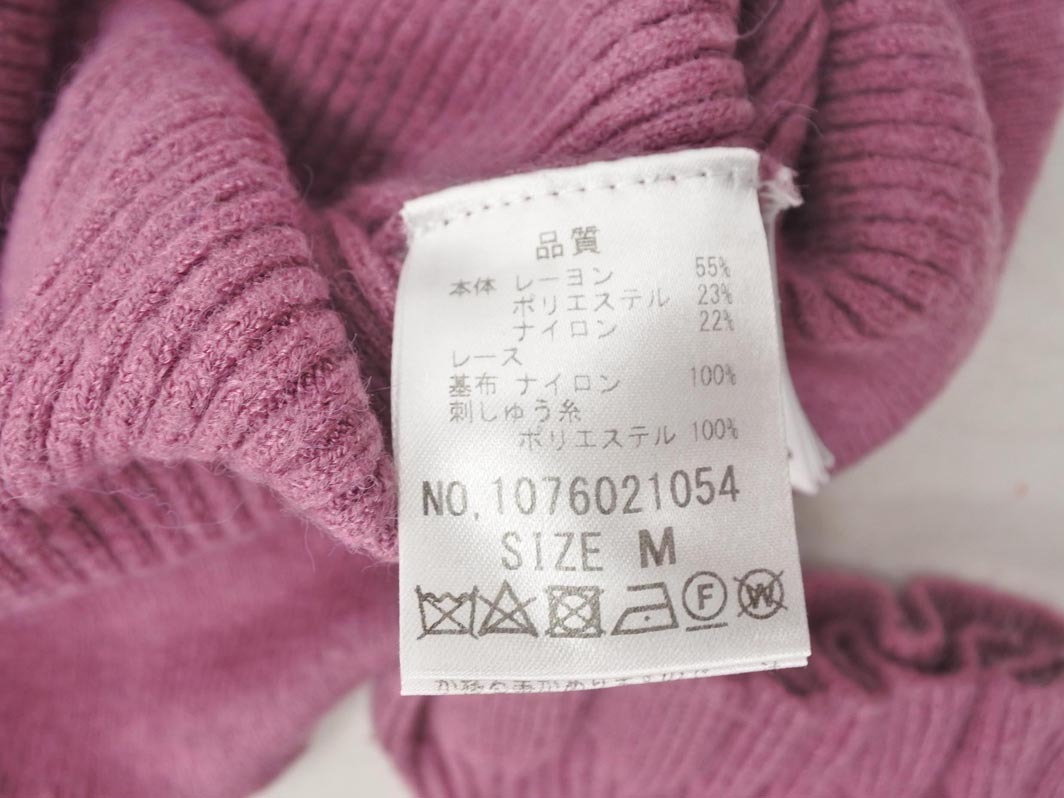 品質
本体 レーヨン 55%
ポリエステル 23%
ナイロン 22%
レース
基布 ナイロン 100%
刺しゅう糸
ポリエステル 100%
NO.1076021054
SIZE M
F W